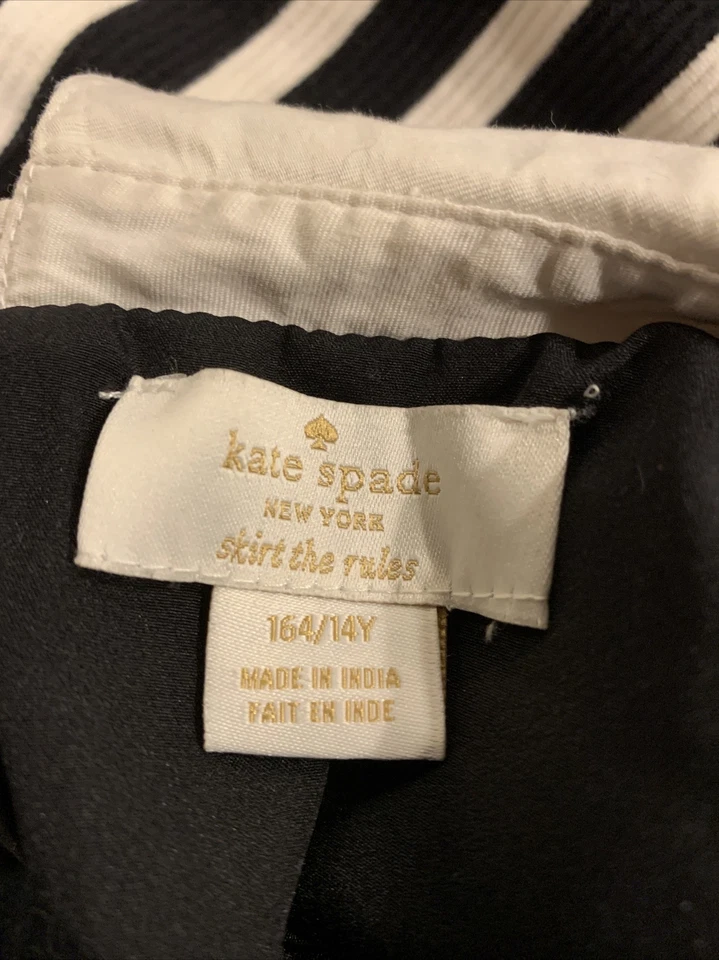 kate spade
NEW YORK
skirt the rules
164/14Y
MADE IN INDIA
FAIT EN INDE